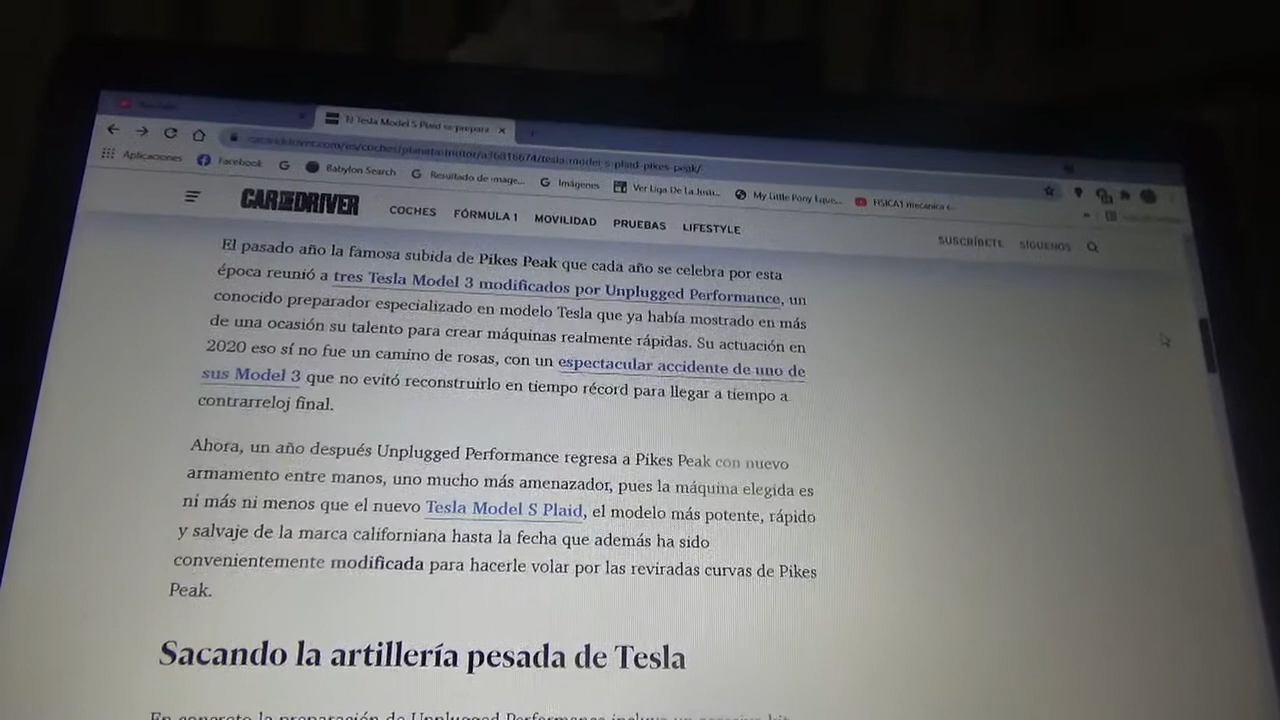 Tesla Model S Plaid se prepara
tesla-model-s-plaid-pikes-peak/
Aplicaciones Facebook Babylon Search Resultado de image... Imágenes Ver Liga De La Justi... My Little Pony Eque... FISICA1 mecánica c...
CAR AND DRIVER COCHES FÓRMULA 1 MOVILIDAD PRUEBAS LIFESTYLE SUSCRÍBETE SÍGUENOS
El pasado año la famosa subida de Pikes Peak que cada año se celebra por esta
época reunió a tres Tesla Model 3 modificados por Unplugged Performance, un
conocido preparador especializado en modelo Tesla que ya había mostrado en más
de una ocasión su talento para crear máquinas realmente rápidas. Su actuación en
2020 eso sí no fue un camino de rosas, con un espectacular accidente de uno de
sus Model 3 que no evitó reconstruirlo en tiempo récord para llegar a tiempo a
contrarreloj final.
Ahora, un año después Unplugged Performance regresa a Pikes Peak con nuevo
armamento entre manos, uno mucho más amenazador, pues la máquina elegida es
ni más ni menos que el nuevo Tesla Model S Plaid, el modelo más potente, rápido
y salvaje de la marca californiana hasta la fecha que además ha sido
convenientemente modificada para hacerle volar por las reviradas curvas de Pikes
Peak.
Sacando la artillería pesada de Tesla
En concreto la preparación de Unplugged Performance incluye un